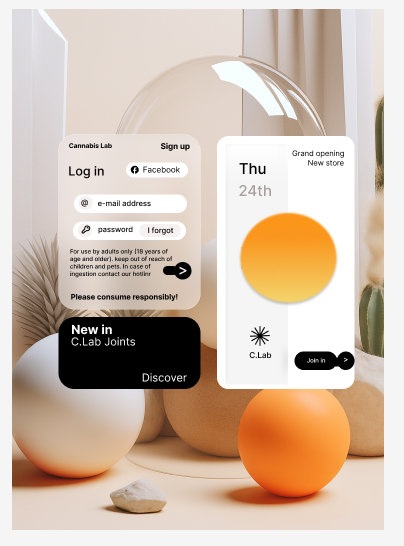 Cannabis Lab
Sign up
Log in
Facebook
@ e-mail address
password
I forgot
For use by adults only (18 years of
age and older). keep out of reach of
children and pets. In case of
ingestion contact our hotlinr
>
Please consume responsibly!
New in
C.Lab Joints
Discover
Grand opening
New store
Thu
24th
C.Lab
Join in
>